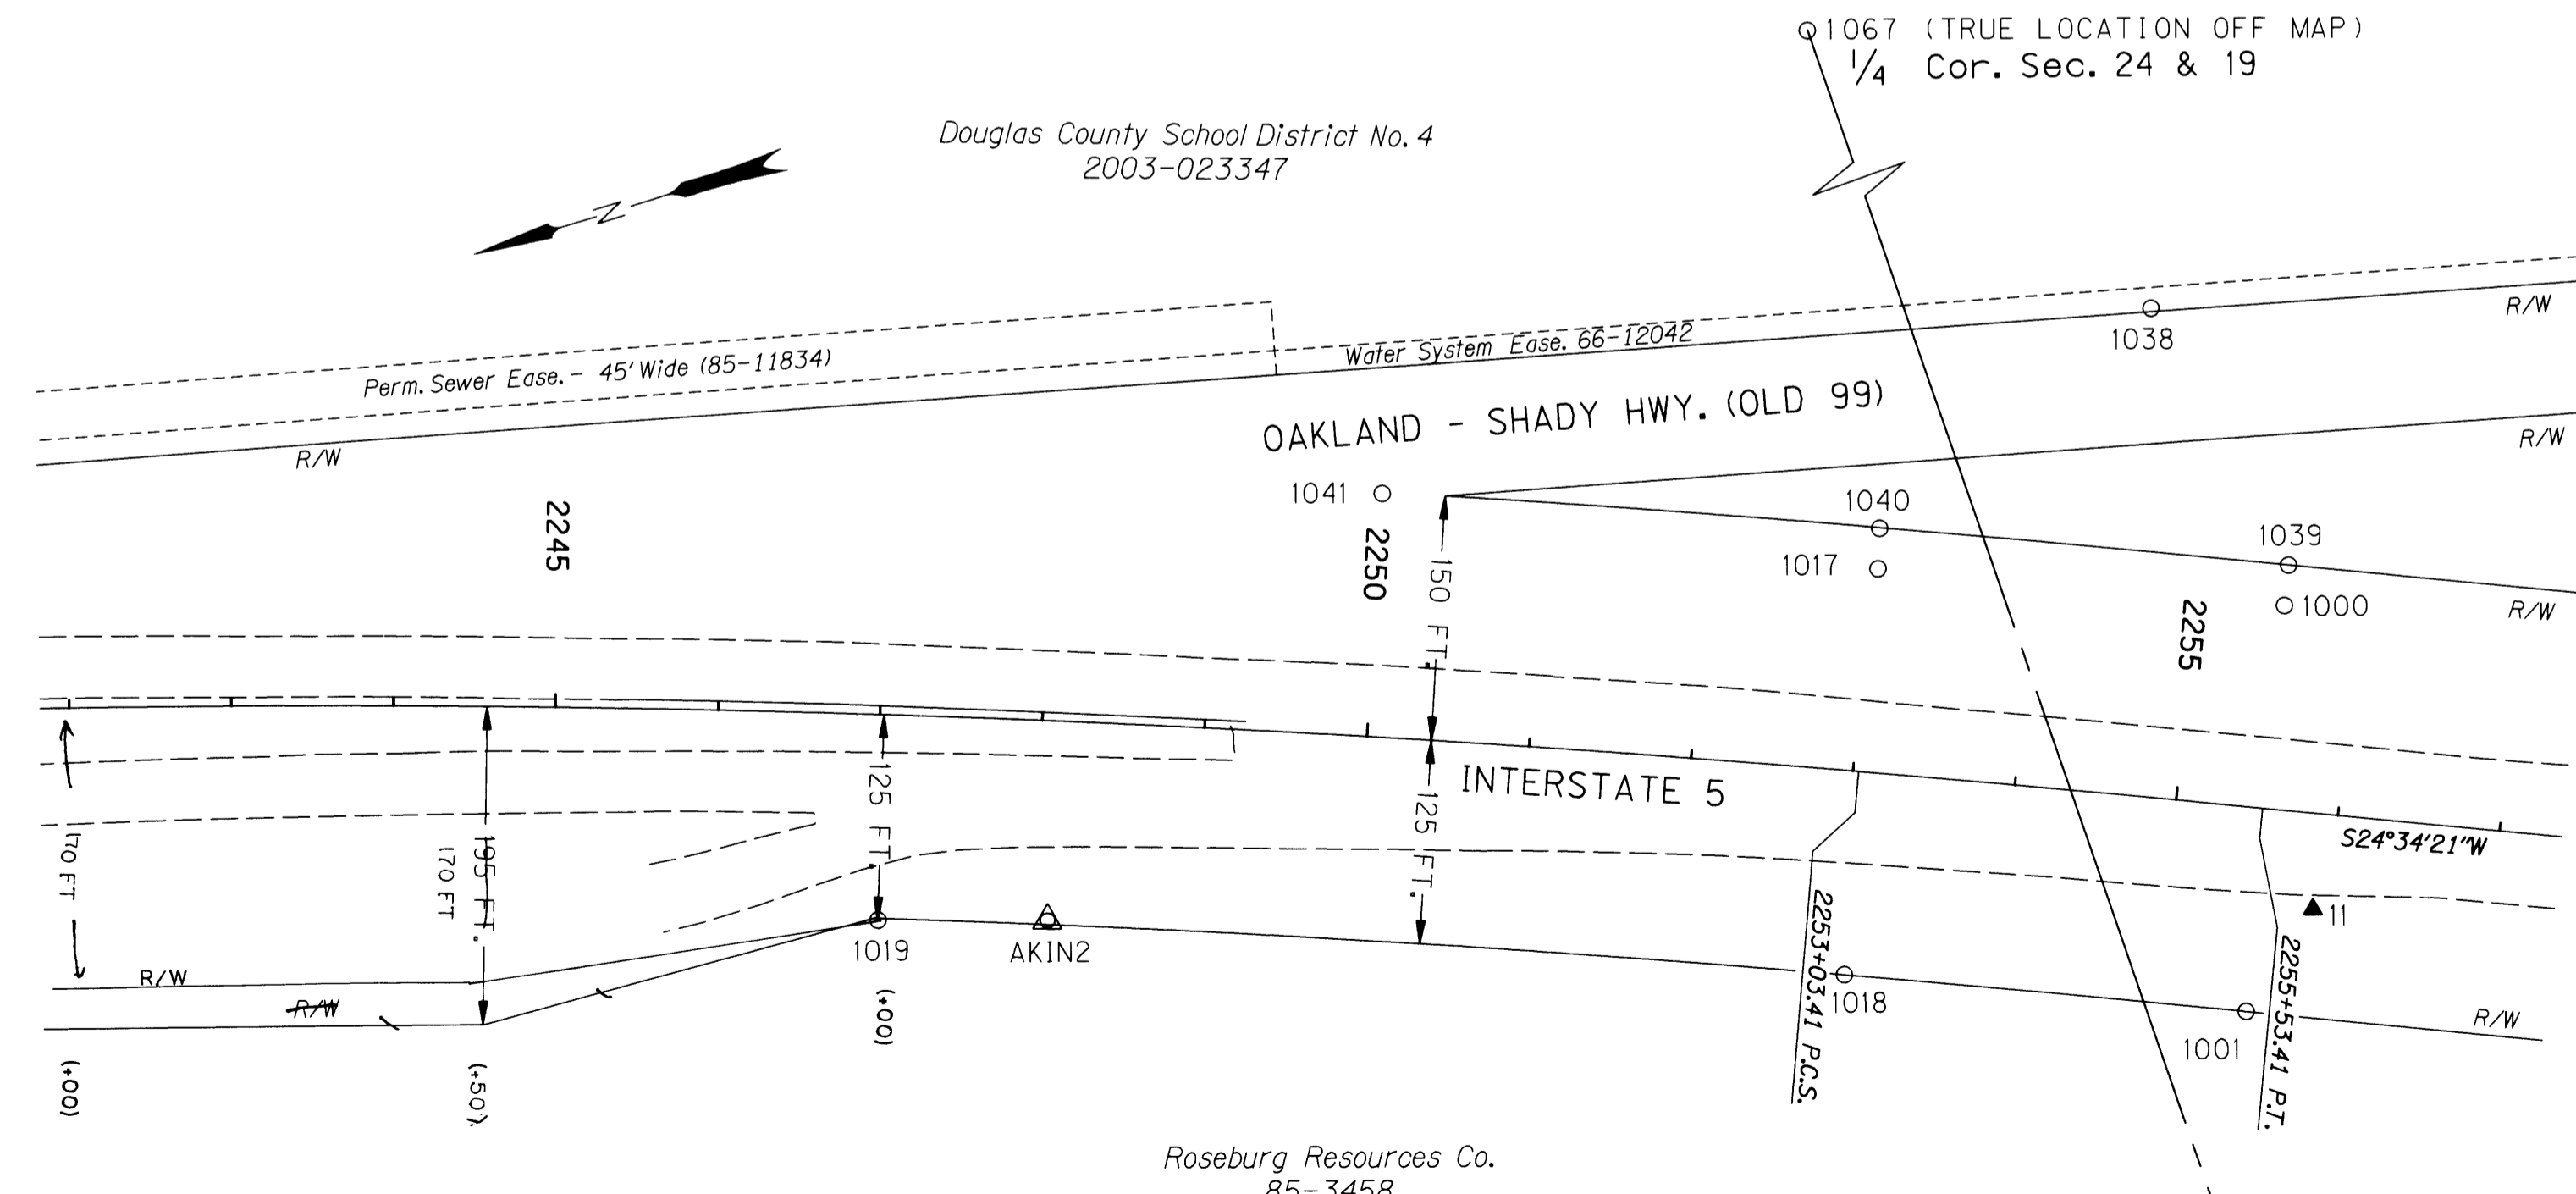 1067 (TRUE LOCATION OFF MAP)
1/4 Cor. Sec. 24 & 19
Douglas County School District No. 4
2003-023347
N
R/W
1038
Perm. Sewer Ease. - 45' Wide (85-11834)
Water System Ease. 66-12042
OAKLAND - SHADY HWY. (OLD 99)
R/W
R/W
1041
1040
1039
1017
1000
R/W
2245
2250
2255
150 FT.
INTERSTATE 5
S24°34'21"W
125 FT.
125 FT.
170 FT
195 FT.
170 FT
11
1019
AKIN2
R/W
R/W
1018
1001
R/W
2253+03.41 P.C.S.
2255+53.41 P.T.
(+00)
(+50)
(+00)
Roseburg Resources Co.
85-3458